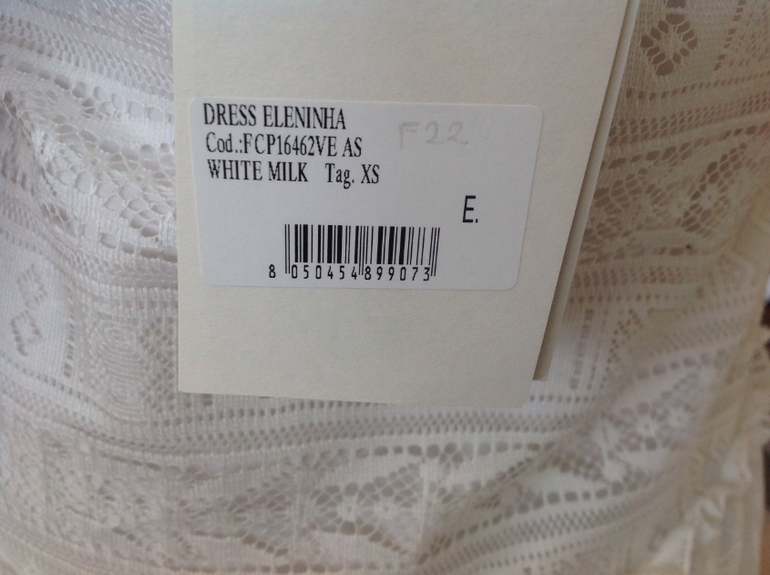 DRESS ELENINHA
Cod.:FCP16462VE AS
F22
WHITE MILK Tag. XS
E.
8 050454 899073